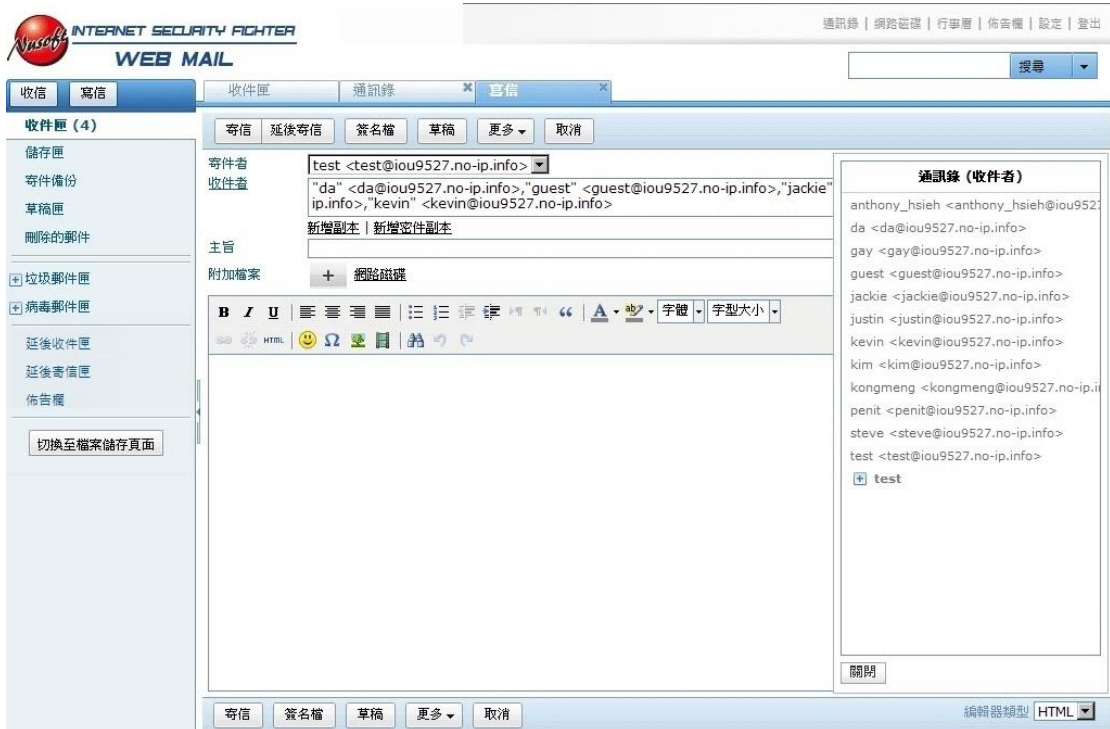 Nusoft INTERNET SECURITY FIGHTER
WEB MAIL
通訊錄 | 網路磁碟 | 行事曆 | 佈告欄 | 設定 | 登出
搜尋
收信 寫信
收件匣 通訊錄 寫信
收件匣 (4)
儲存匣
寄件備份
草稿匣
刪除的郵件
垃圾郵件匣
病毒郵件匣
延後收件匣
延後寄信匣
佈告欄
切換至檔案儲存頁面
寄信 延後寄信 簽名檔 草稿 更多 取消
寄件者 test <test@iou9527.no-ip.info>
收件者 "da" <da@iou9527.no-ip.info>,"guest" <guest@iou9527.no-ip.info>,"jackie"
ip.info>,"kevin" <kevin@iou9527.no-ip.info>
新增副本 | 新增密件副本
主旨
附加檔案 + 網路磁碟
B I U A ab 字體 字型大小
HTML Ω
通訊錄 (收件者)
anthony_hsieh <anthony_hsieh@iou952
da <da@iou9527.no-ip.info>
gay <gay@iou9527.no-ip.info>
guest <guest@iou9527.no-ip.info>
jackie <jackie@iou9527.no-ip.info>
justin <justin@iou9527.no-ip.info>
kevin <kevin@iou9527.no-ip.info>
kim <kim@iou9527.no-ip.info>
kongmeng <kongmeng@iou9527.no-ip.i
penit <penit@iou9527.no-ip.info>
steve <steve@iou9527.no-ip.info>
test <test@iou9527.no-ip.info>
test
關閉
寄信 簽名檔 草稿 更多 取消
編輯器類型 HTML